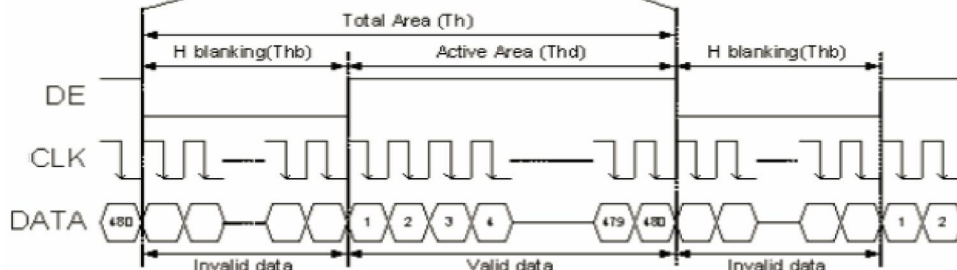 Total Area (Th)
H blanking(Thb) Active Area (Thd) H blanking(Thb)
DE
CLK
DATA 480 1 2 3 4 479 480 1 2
Invalid data Valid data Invalid data